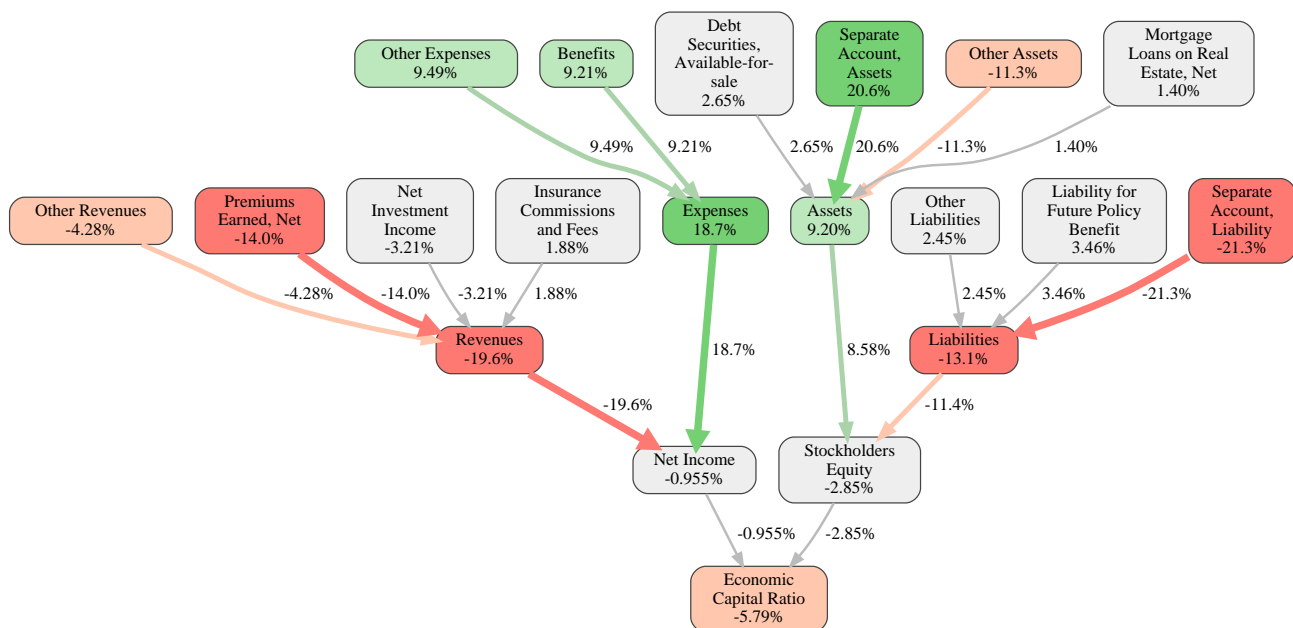 Other Expenses
9.49%
Benefits
9.21%
Debt
Securities,
Available-for-
sale
2.65%
Separate
Account,
Assets
20.6%
Other Assets
-11.3%
Mortgage
Loans on Real
Estate, Net
1.40%
9.49%
9.21%
2.65%
20.6%
-11.3%
1.40%
Other Revenues
-4.28%
Premiums
Earned, Net
-14.0%
Net
Investment
Income
-3.21%
Insurance
Commissions
and Fees
1.88%
Expenses
18.7%
Assets
9.20%
Other
Liabilities
2.45%
Liability for
Future Policy
Benefit
3.46%
Separate
Account,
Liability
-21.3%
-4.28%
-14.0%
-3.21%
1.88%
2.45%
3.46%
-21.3%
Revenues
-19.6%
18.7%
8.58%
Liabilities
-13.1%
-19.6%
-11.4%
Net Income
-0.955%
Stockholders
Equity
-2.85%
-0.955%
-2.85%
Economic
Capital Ratio
-5.79%